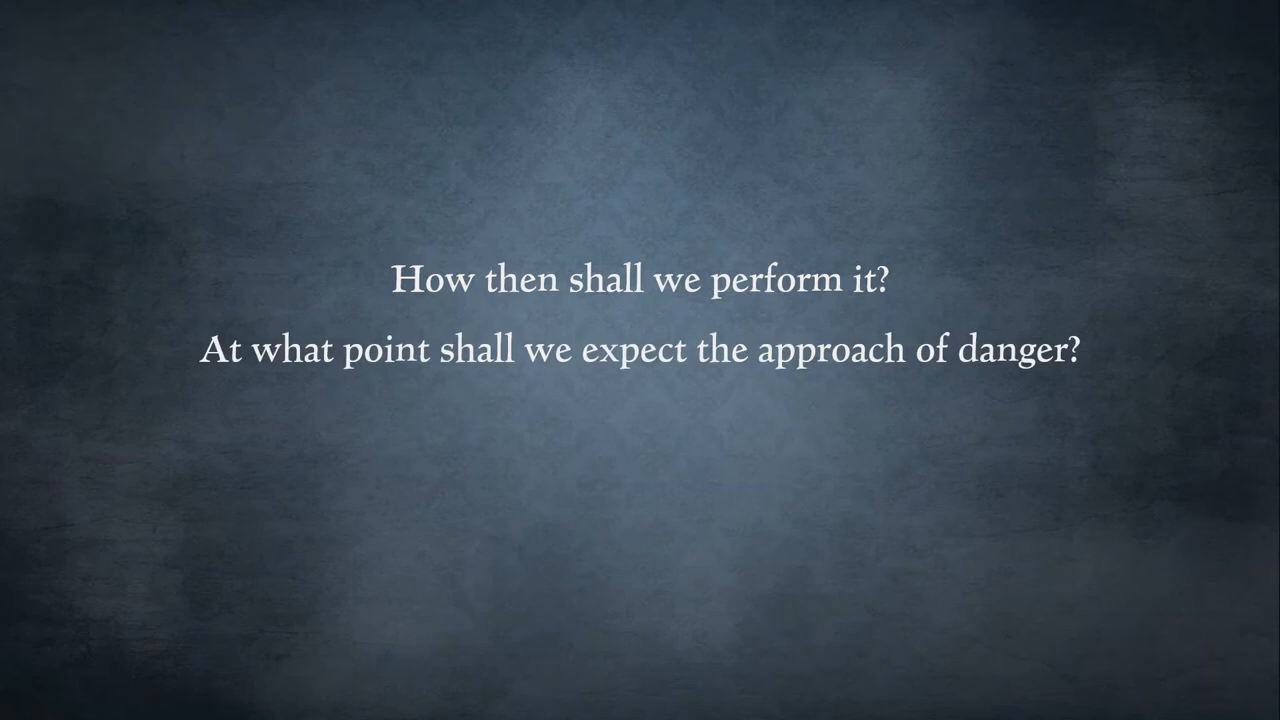 How then shall we perform it?
At what point shall we expect the approach of danger?